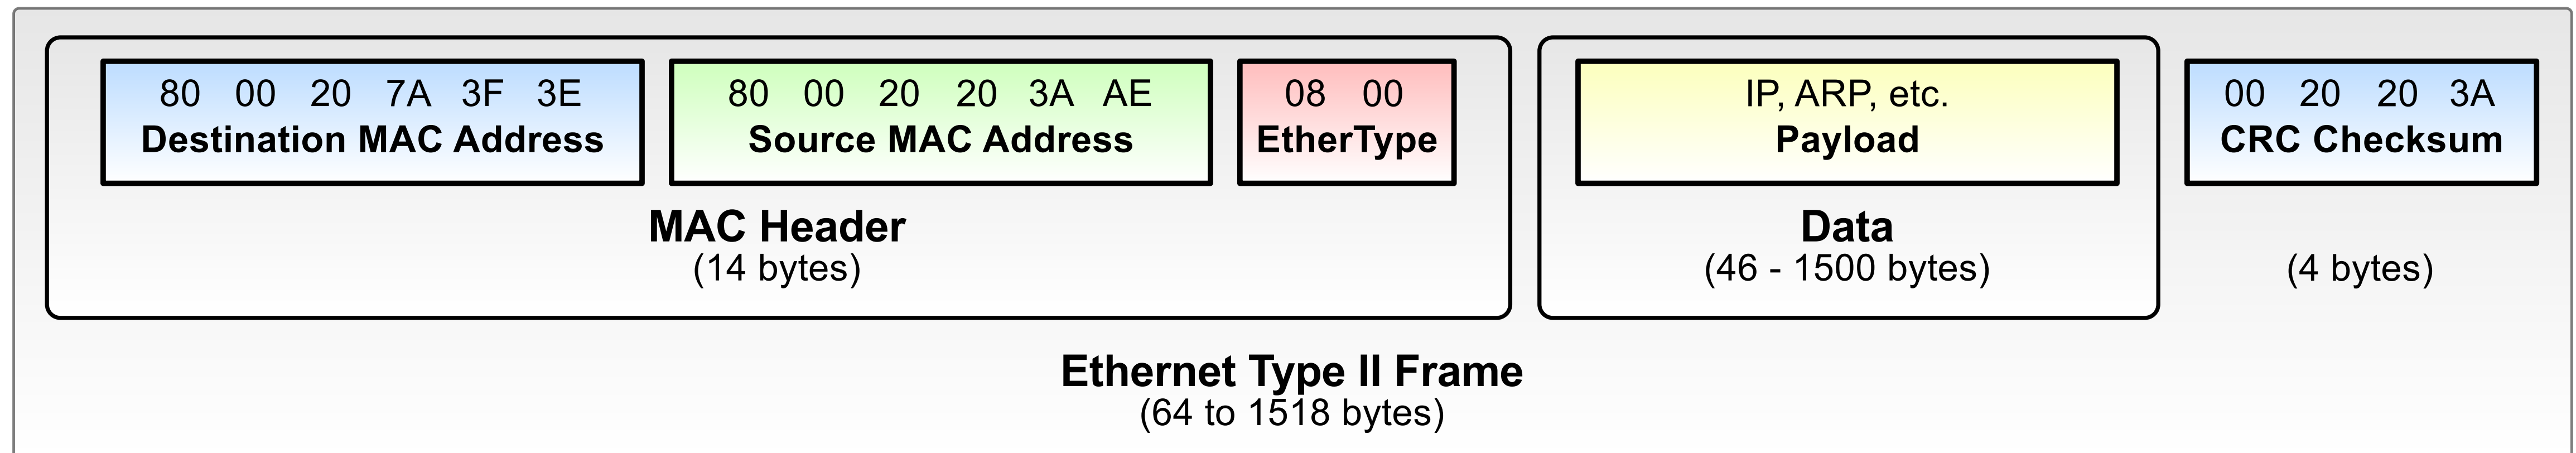 80 00 20 7A 3F 3E
Destination MAC Address
80 00 20 20 3A AE
Source MAC Address
08 00
EtherType
MAC Header
(14 bytes)
IP, ARP, etc.
Payload
Data
(46 - 1500 bytes)
00 20 20 3A
CRC Checksum
(4 bytes)
Ethernet Type II Frame
(64 to 1518 bytes)